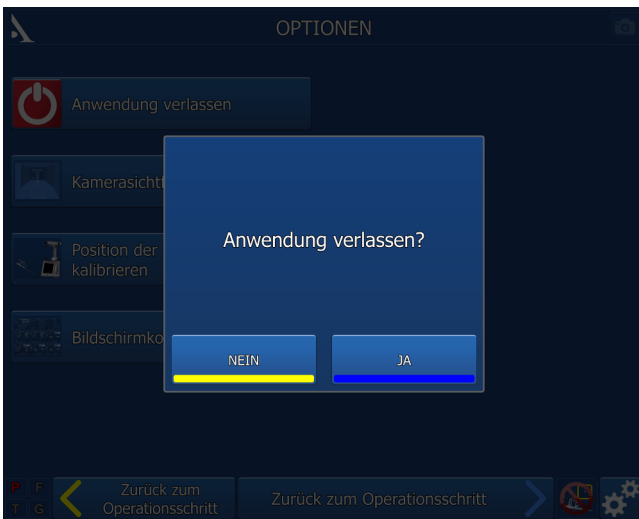 OPTIONEN
Anwendung verlassen
Kamerasicht
Position der
kalibrieren
Bildschirmko
Anwendung verlassen?
NEIN
JA
P F
T G
Zurück zum
Operationsschritt
Zurück zum Operationsschritt